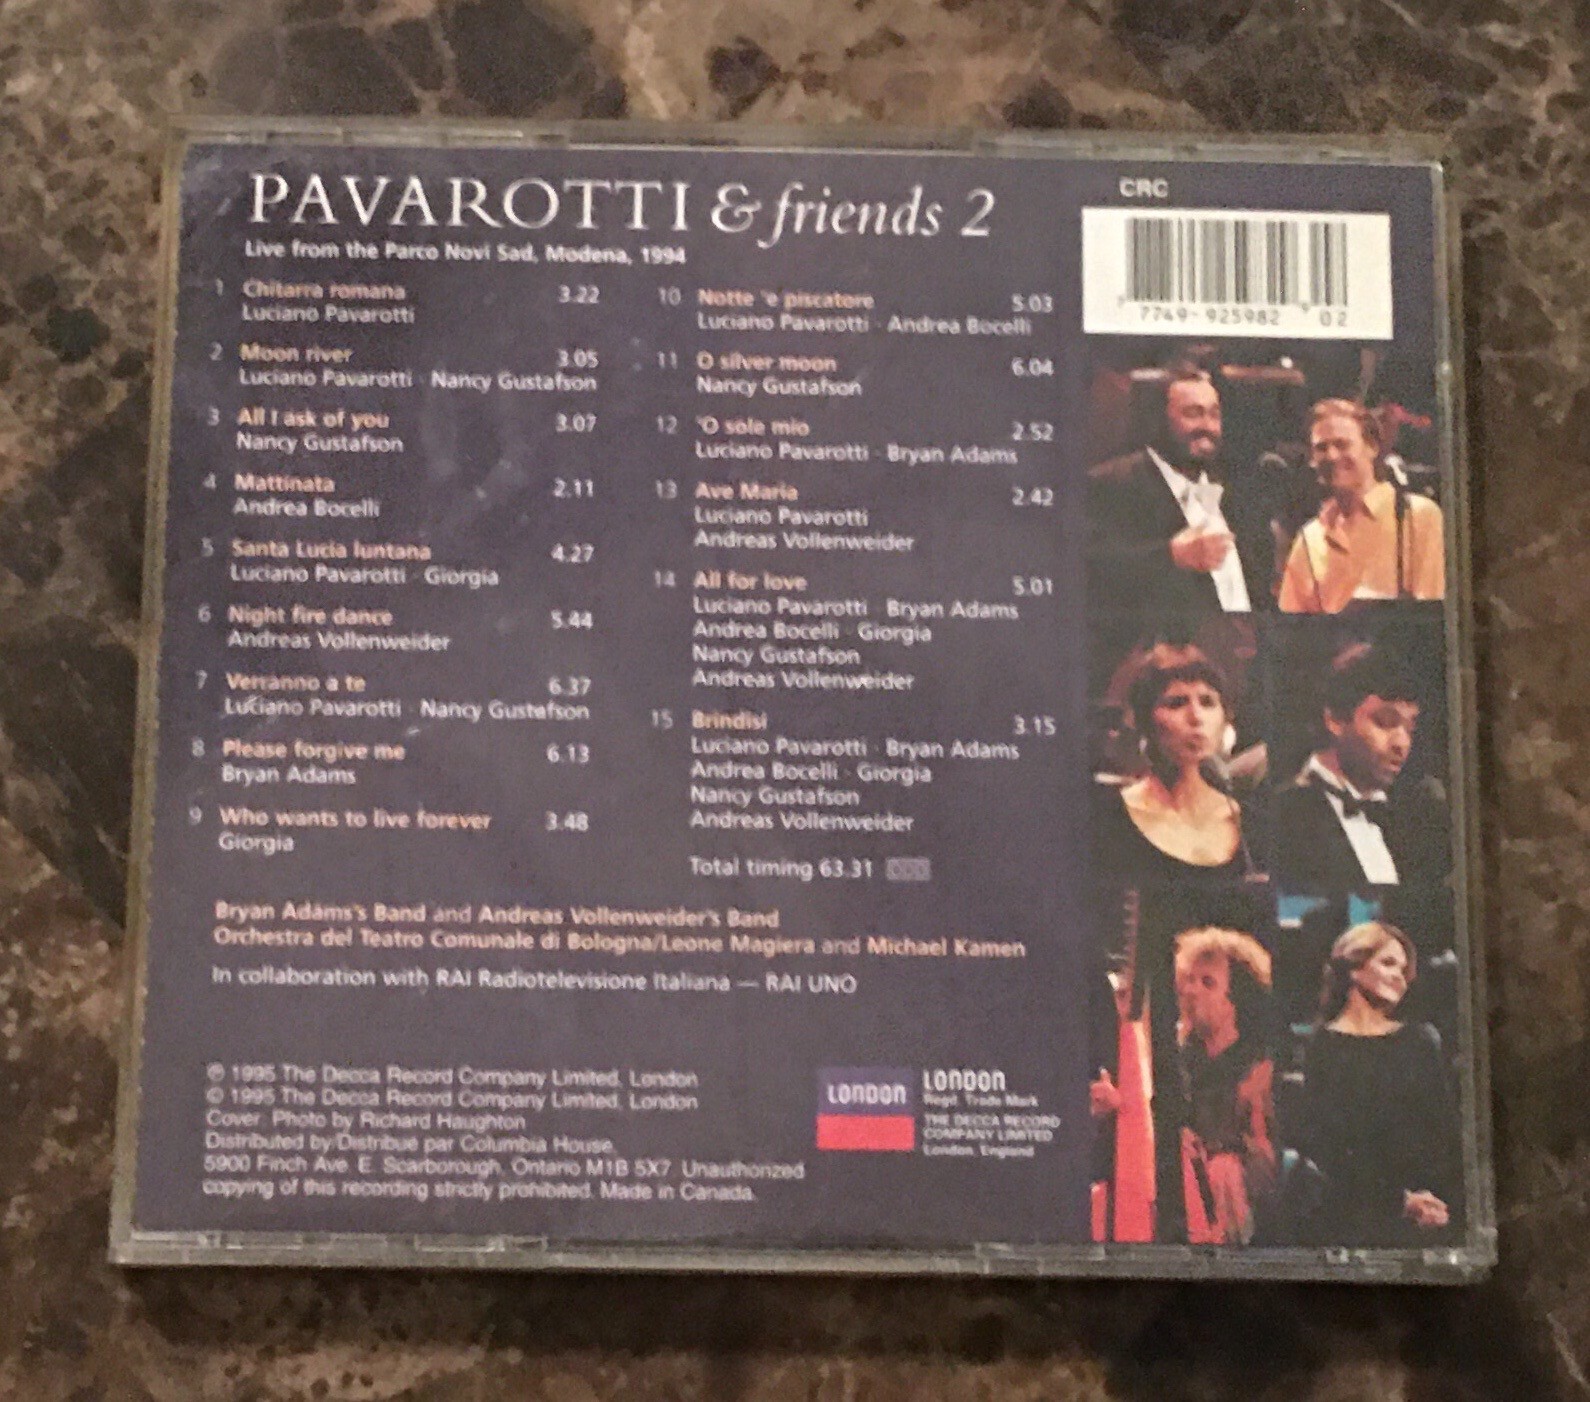 PAVAROTTI & friends 2
Live from the Parco Novi Sad, Modena, 1994
1 Chitarra romana 3.22
Luciano Pavarotti
2 Moon river 3.05
Luciano Pavarotti · Nancy Gustafson
3 All I ask of you 3.07
Nancy Gustafson
4 Mattinata 2.11
Andrea Bocelli
5 Santa Lucia luntana 4.27
Luciano Pavarotti · Giorgia
6 Night fire dance 5.44
Andreas Vollenweider
7 Verranno a te 6.37
Luciano Pavarotti · Nancy Gustafson
8 Please forgive me 6.13
Bryan Adams
9 Who wants to live forever 3.48
Giorgia
10 Notte 'e piscatore 5.03
Luciano Pavarotti · Andrea Bocelli
11 O silver moon 6.04
Nancy Gustafson
12 'O sole mio 2.52
Luciano Pavarotti · Bryan Adams
13 Ave Maria 2.42
Luciano Pavarotti
Andreas Vollenweider
14 All for love 5.01
Luciano Pavarotti · Bryan Adams
Andrea Bocelli · Giorgia
Nancy Gustafson
Andreas Vollenweider
15 Brindisi 3.15
Luciano Pavarotti · Bryan Adams
Andrea Bocelli · Giorgia
Nancy Gustafson
Andreas Vollenweider
Total timing 63.31 DDD
Bryan Adams's Band and Andreas Vollenweider's Band
Orchestra del Teatro Comunale di Bologna/Leone Magiera and Michael Kamen
In collaboration with RAI Radiotelevisione Italiana — RAI UNO
℗ 1995 The Decca Record Company Limited, London
© 1995 The Decca Record Company Limited, London
Cover: Photo by Richard Haughton
Distributed by/Distribué par Columbia House,
5900 Finch Ave. E. Scarborough, Ontario M1B 5X7. Unauthorized
copying of this recording strictly prohibited. Made in Canada.
LONDON
LONDON
Regd. Trade Mark
THE DECCA RECORD
COMPANY LIMITED
London, England
CRC
7 7749-925982 9 02